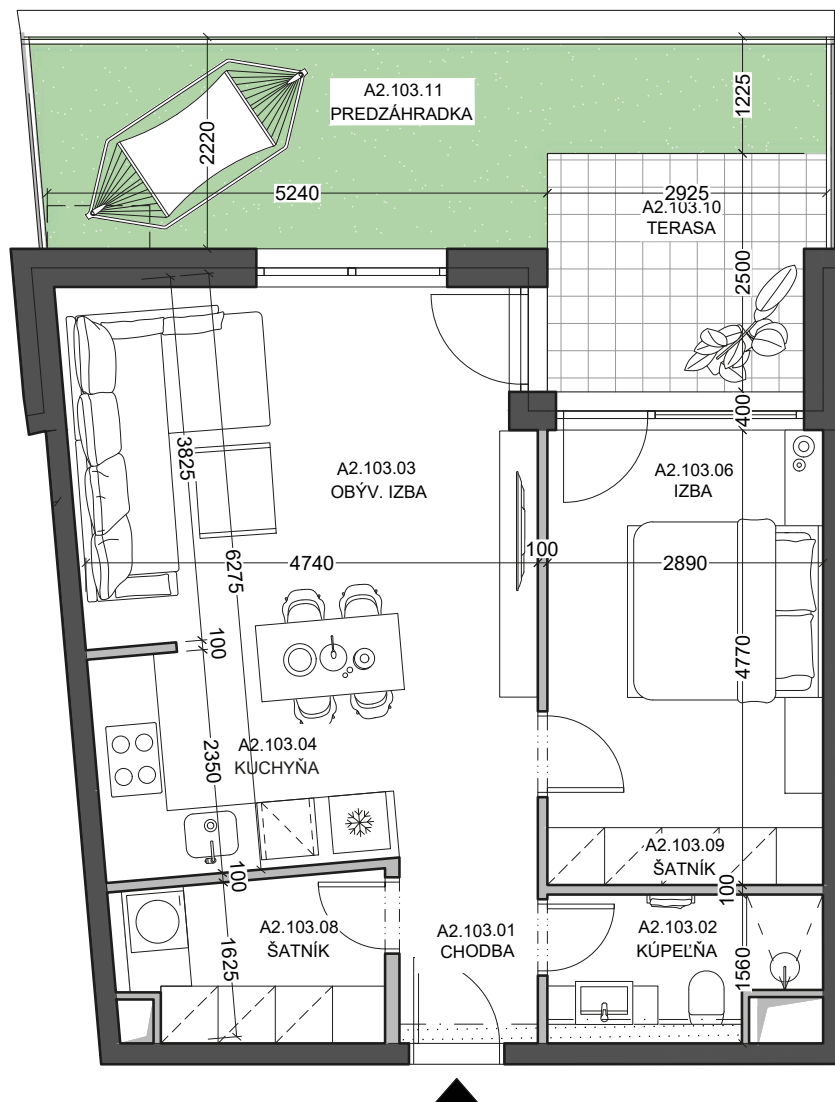 A2.103.11
PREDZÁHRADKA
1225
2220
5240
2925
A2.103.10
TERASA
2500
400
3825
A2.103.03
OBÝV. IZBA
A2.103.06
IZBA
6275
4740
100
2890
100
4770
A2.103.04
KUCHYŇA
2350
A2.103.09
ŠATNÍK
100
100
A2.103.08
ŠATNÍK
A2.103.01
CHODBA
A2.103.02
KÚPEĽŇA
1625
1560